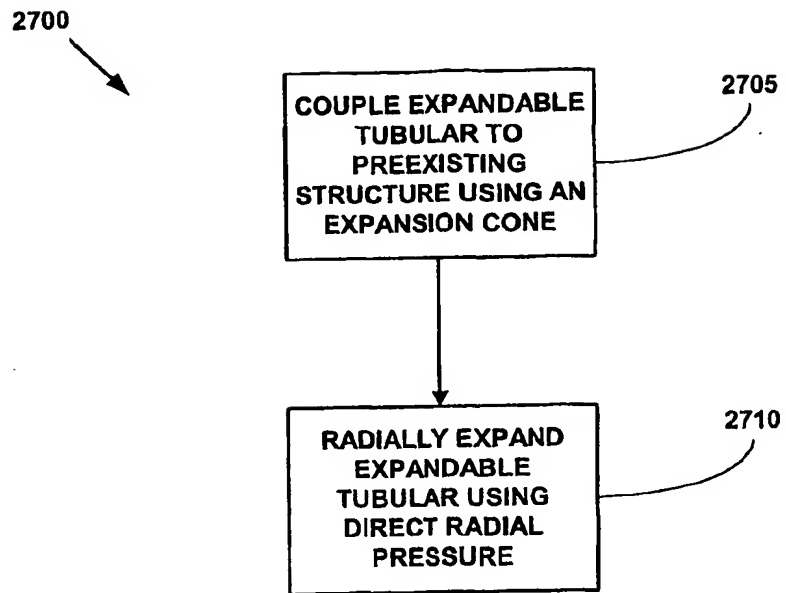 2700
2705
COUPLE EXPANDABLE
TUBULAR TO
PREEXISTING
STRUCTURE USING AN
EXPANSION CONE
2710
RADIALLY EXPAND
EXPANDABLE
TUBULAR USING
DIRECT RADIAL
PRESSURE